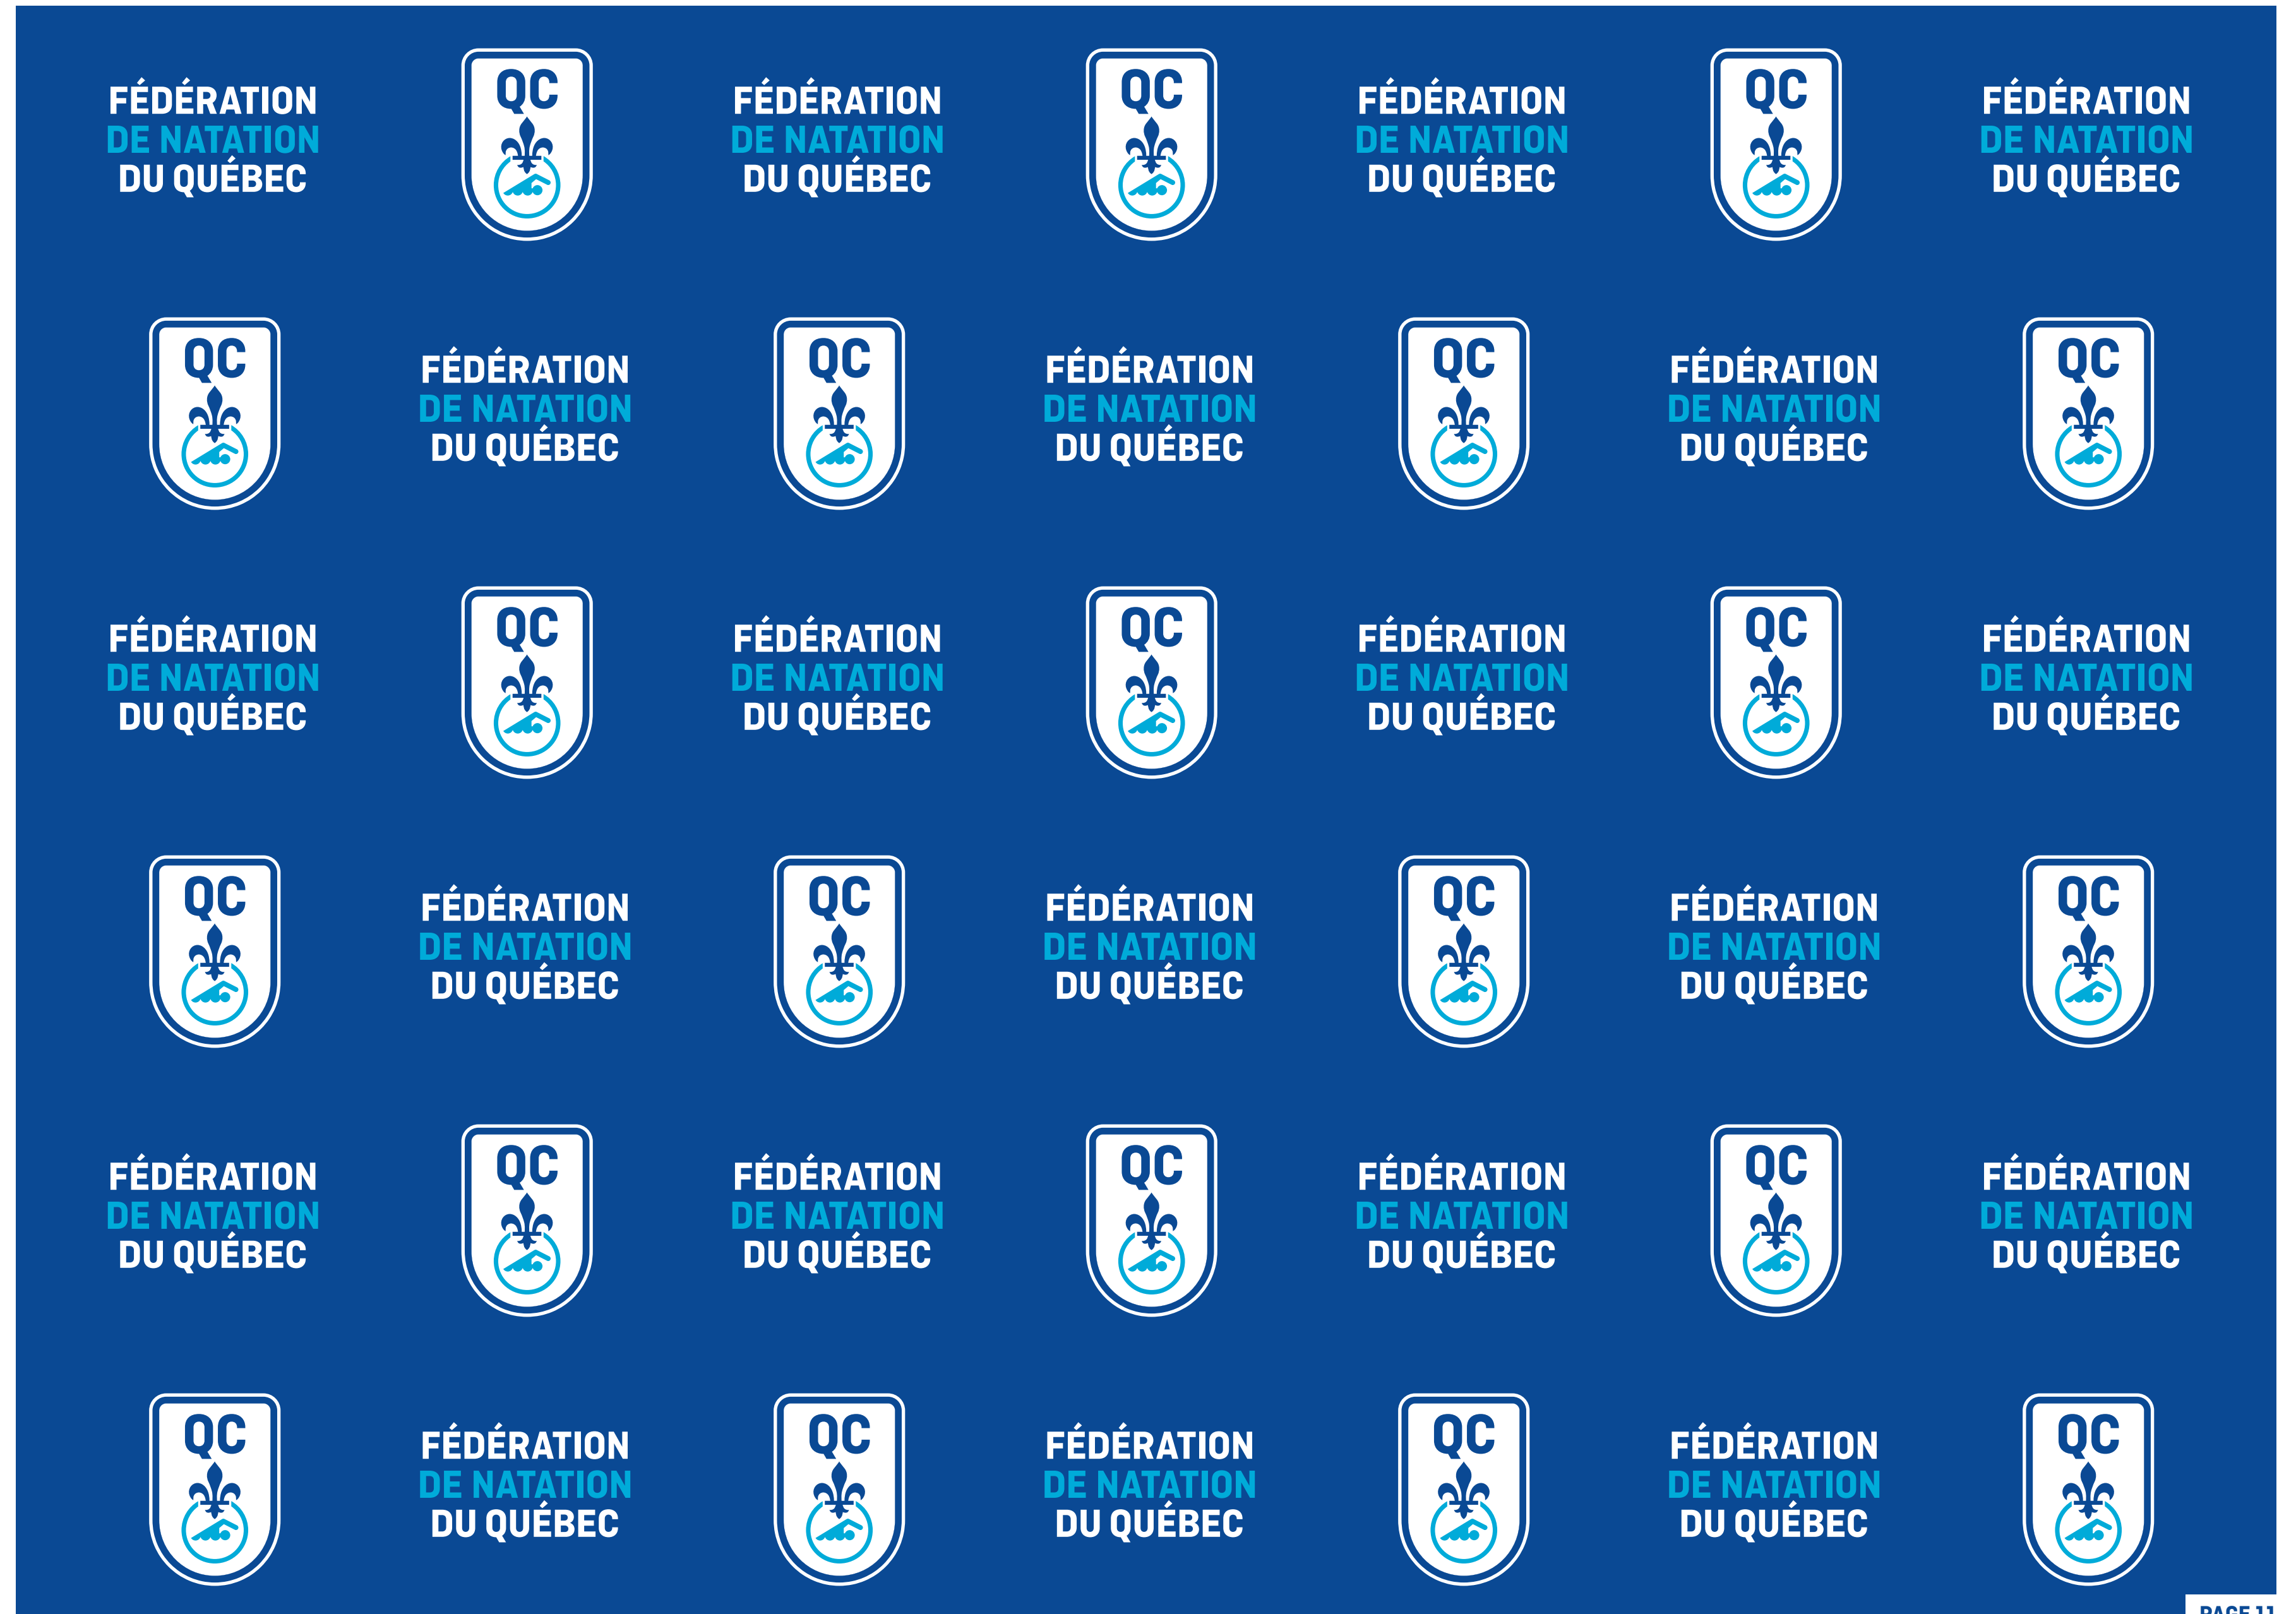 FÉDÉRATION QC FÉDÉRATION QC FÉDÉRATION QC FÉDÉRATION
DE NATATION DE NATATION DE NATATION DE NATATION
DU QUÉBEC DU QUÉBEC DU QUÉBEC DU QUÉBEC
QC FÉDÉRATION QC FÉDÉRATION QC FÉDÉRATION QC
DE NATATION DE NATATION DE NATATION
DU QUÉBEC DU QUÉBEC DU QUÉBEC
FÉDÉRATION QC FÉDÉRATION QC FÉDÉRATION QC FÉDÉRATION
DE NATATION DE NATATION DE NATATION DE NATATION
DU QUÉBEC DU QUÉBEC DU QUÉBEC DU QUÉBEC
QC FÉDÉRATION QC FÉDÉRATION QC FÉDÉRATION QC
DE NATATION DE NATATION DE NATATION
DU QUÉBEC DU QUÉBEC DU QUÉBEC
FÉDÉRATION QC FÉDÉRATION QC FÉDÉRATION QC FÉDÉRATION
DE NATATION DE NATATION DE NATATION DE NATATION
DU QUÉBEC DU QUÉBEC DU QUÉBEC DU QUÉBEC
QC FÉDÉRATION QC FÉDÉRATION QC FÉDÉRATION QC
DE NATATION DE NATATION DE NATATION
DU QUÉBEC DU QUÉBEC DU QUÉBEC
PAGE 11